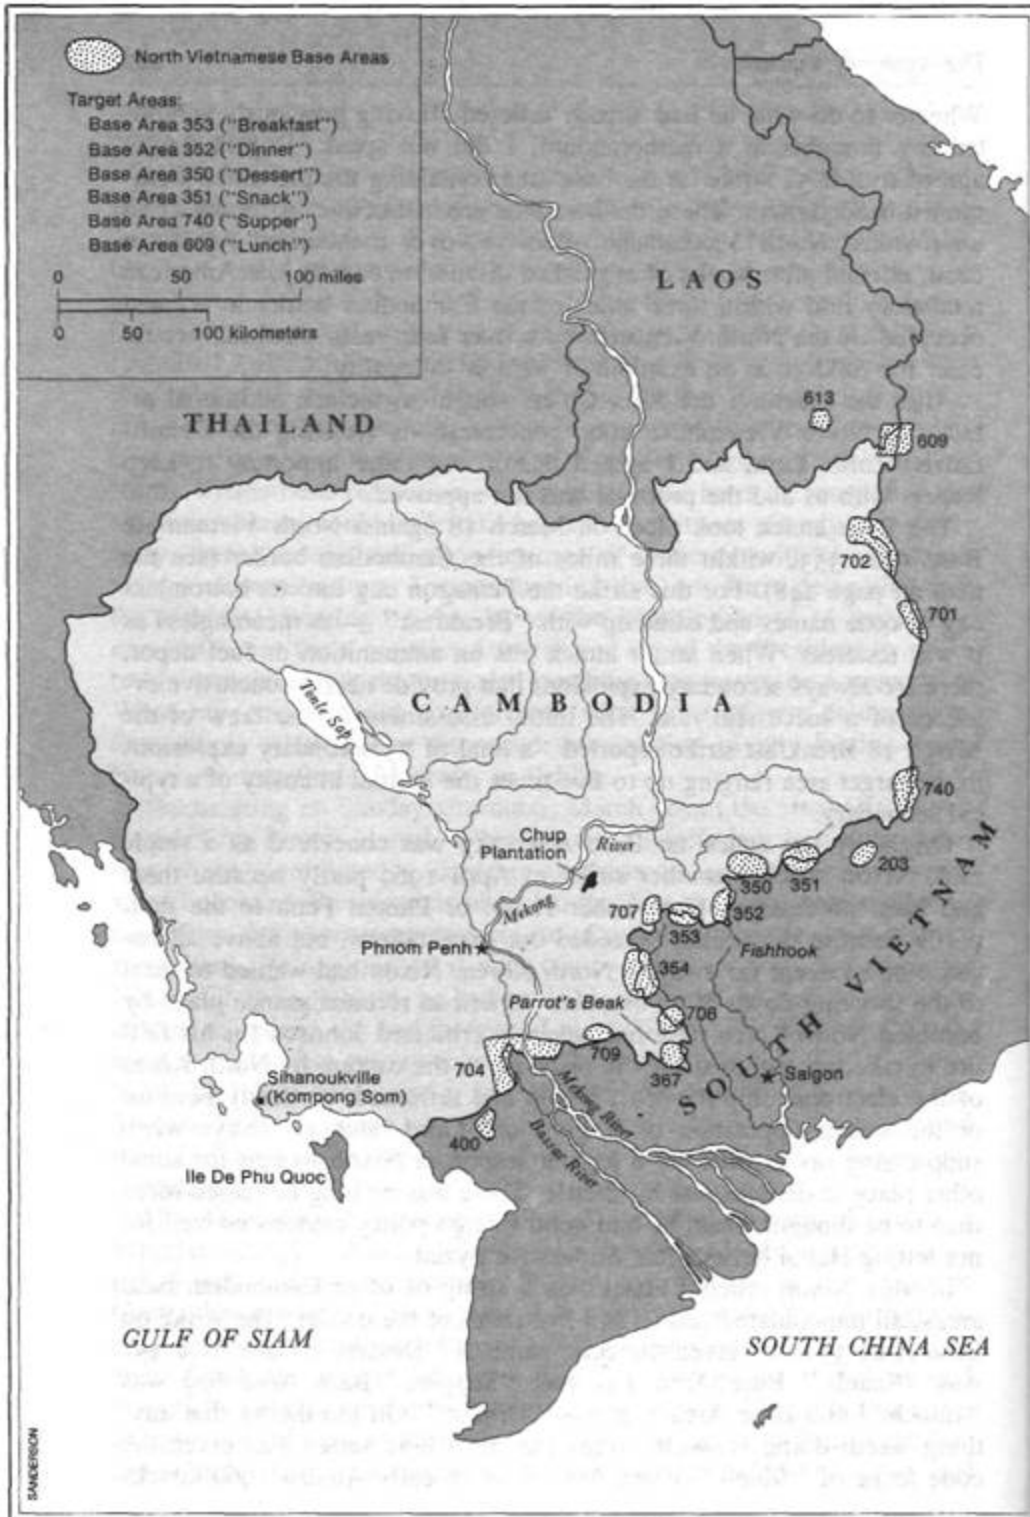 North Vietnamese Base Areas
Target Areas:
Base Area 353 ("Breakfast")
Base Area 352 ("Dinner")
Base Area 350 ("Dessert")
Base Area 351 ("Snack")
Base Area 740 ("Supper")
Base Area 609 ("Lunch")
0 50 100 miles
0 50 100 kilometers
LAOS
THAILAND
613
609
702
701
Tonle Sap
CAMBODIA
740
Chup
Plantation
River
Mekong
203
350
351
352
707
353
Fishhook
Phnom Penh
354
Parrot's Beak
708
709
704
367
Saigon
SOUTH VIETNAM
Sihanoukville
(Kompong Som)
400
Mekong River
Bassac River
Ile De Phu Quoc
GULF OF SIAM
SOUTH CHINA SEA
SANDERSON